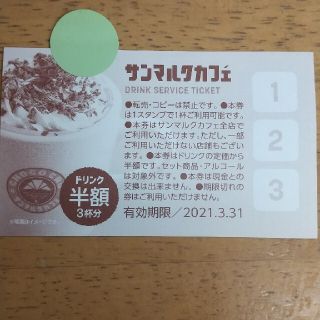 サンマルクカフェ
DRINK SERVICE TICKET
●転売・コピーは禁止です。●本券
は1スタンプで1杯ご利用可能です。
●本券はサンマルクカフェ全店で
ご利用いただけます。ただし、一部
ご利用いただけない店舗もござい
ます。●本券はドリンクの定価から
半額です。セット商品・アルコール
は対象外です。●本券は現金との
交換は出来ません。●期限切れの
券はご利用いただけません。
有効期限／2021.3.31
ドリンク
半額
3杯分
1
2
3